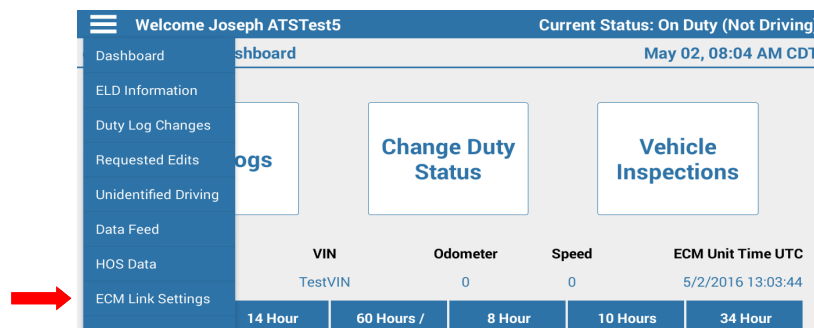 Welcome Joseph ATSTest5 Current Status: On Duty (Not Driving)
Dashboard shboard May 02, 08:04 AM CDT
ELD Information
Duty Log Changes
Requested Edits
Unidentified Driving
Data Feed
HOS Data
ECM Link Settings
ogs
Change Duty
Status
Vehicle
Inspections
VIN Odometer Speed ECM Unit Time UTC
TestVIN 0 0 5/2/2016 13:03:44
14 Hour 60 Hours / 8 Hour 10 Hours 34 Hour